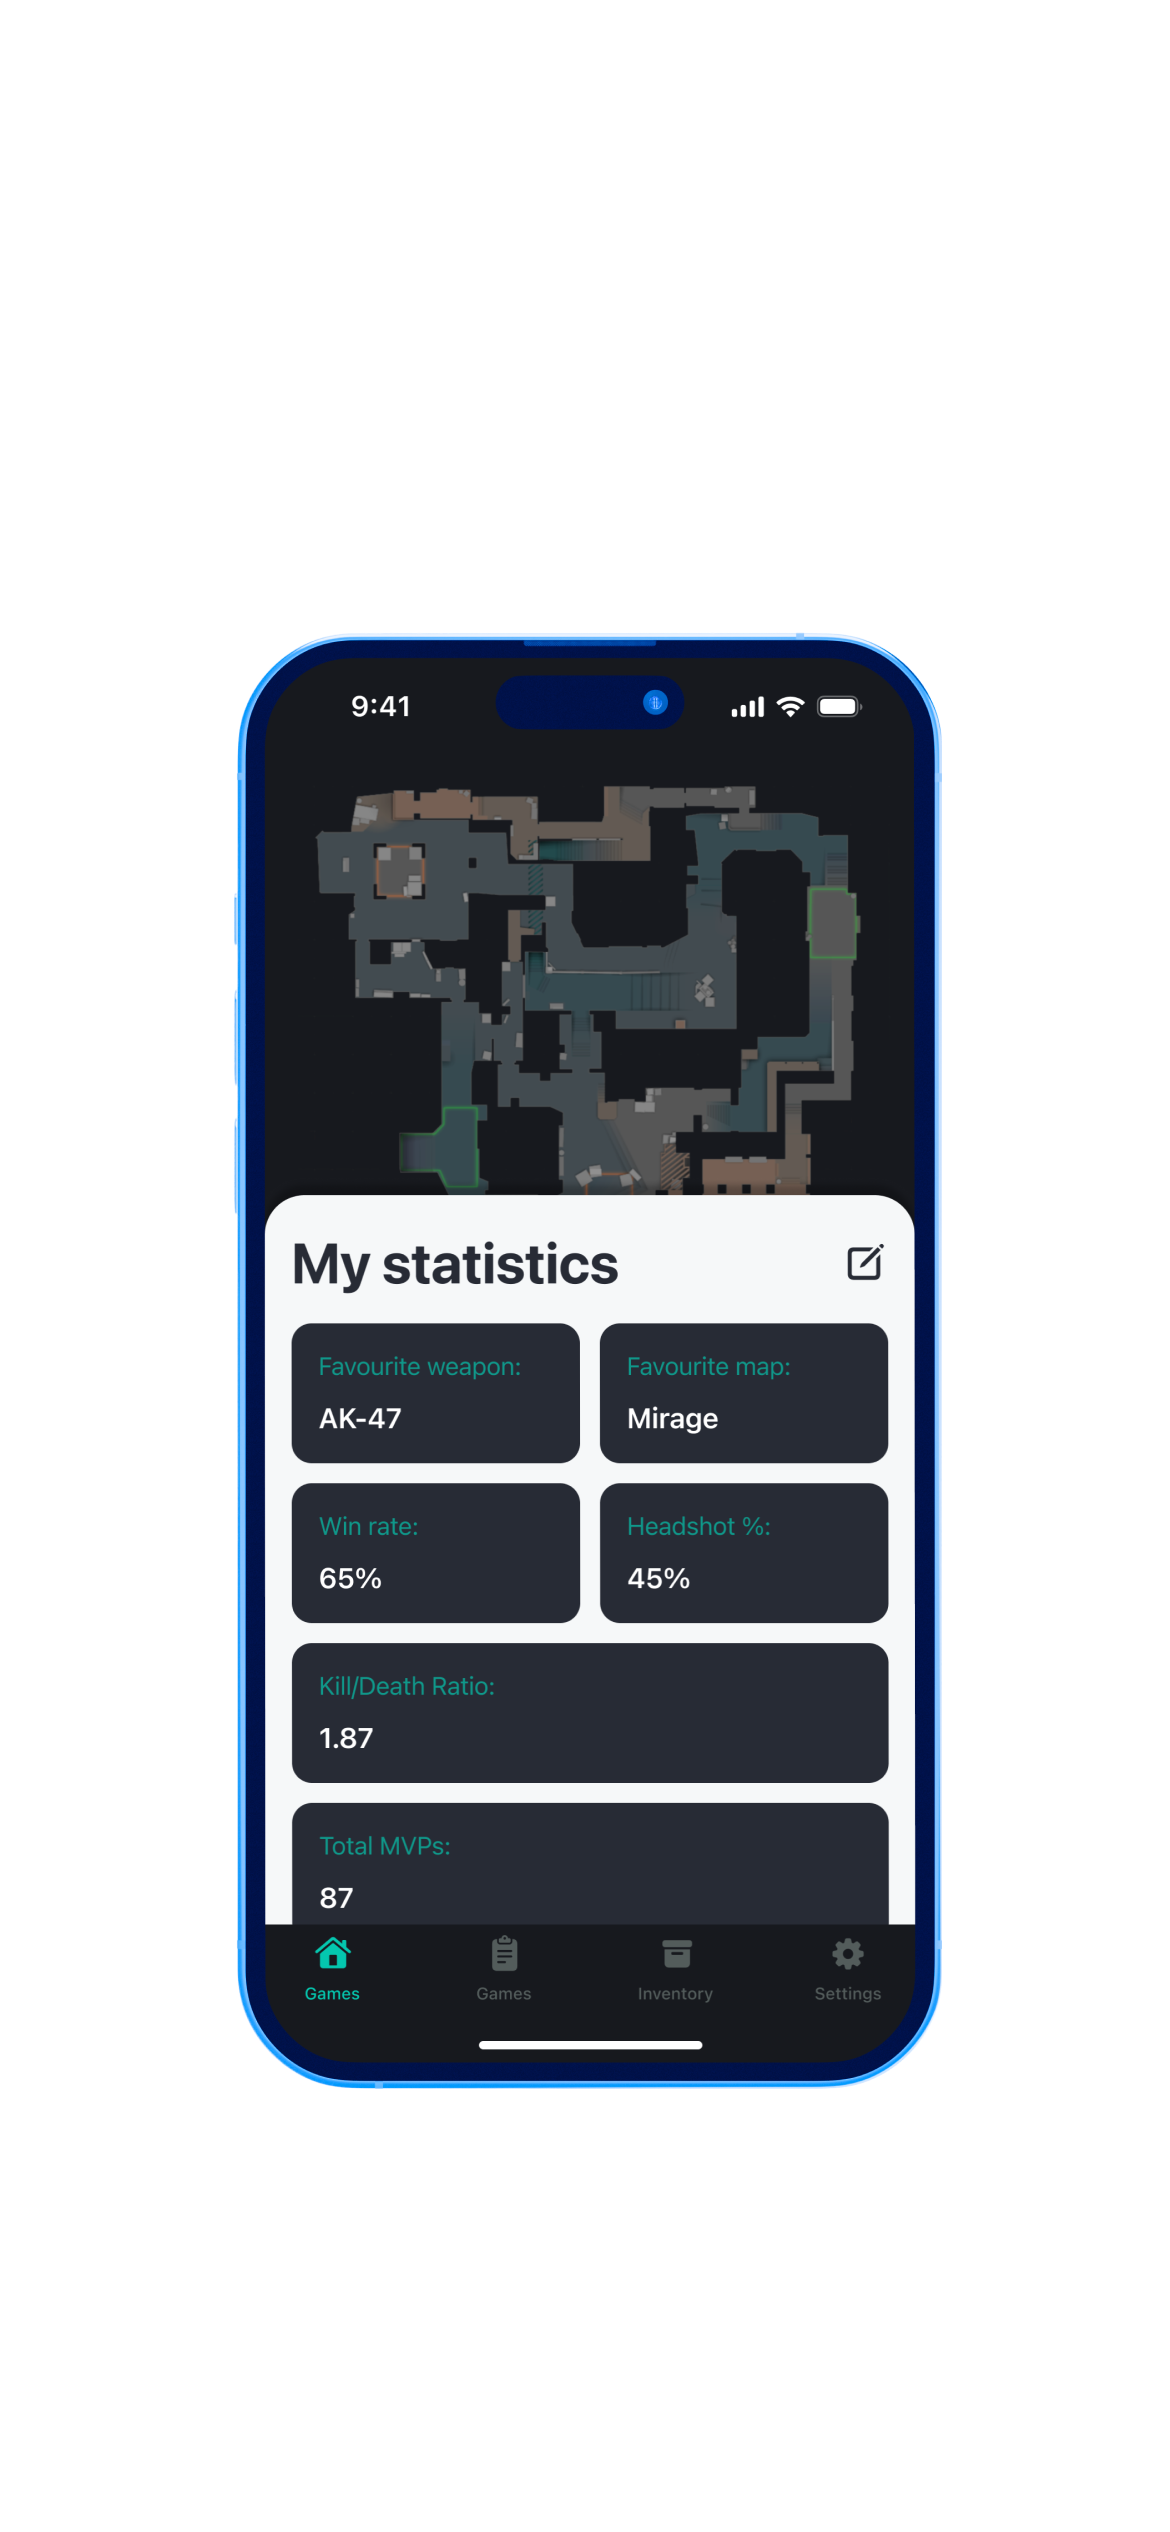 9:41
My statistics
Favourite weapon:
AK-47
Favourite map:
Mirage
Win rate:
65%
Headshot %:
45%
Kill/Death Ratio:
1.87
Total MVPs:
87
Games
Games
Inventory
Settings